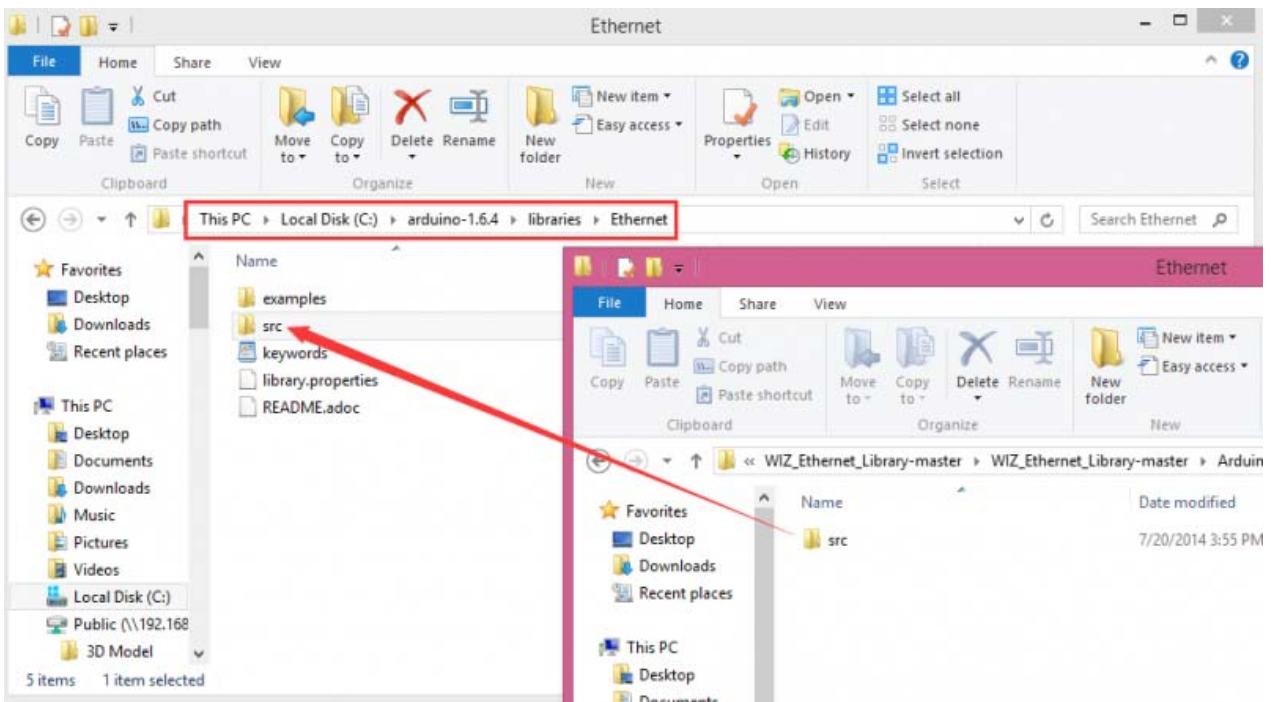 Ethernet
File Home Share View
Copy
Paste
Cut
Copy path
Paste shortcut
Clipboard
Move to
Copy to
Delete
Rename
Organize
New folder
New item
Easy access
New
Properties
Open
Edit
History
Open
Select all
Select none
Invert selection
Select
This PC Local Disk (C:) arduino-1.6.4 libraries Ethernet
Search Ethernet
Favorites
Desktop
Downloads
Recent places
This PC
Desktop
Documents
Downloads
Music
Pictures
Videos
Local Disk (C:)
Public (\\192.168
3D Model
Name
examples
src
keywords
library.properties
README.adoc
5 items 1 item selected
Ethernet
File Home Share View
Copy
Paste
Cut
Copy path
Paste shortcut
Clipboard
Move to
Copy to
Delete
Rename
Organize
New folder
New item
Easy access
New
« WIZ_Ethernet_Library-master WIZ_Ethernet_Library-master Arduin
Favorites
Desktop
Downloads
Recent places
This PC
Desktop
Documents
Name Date modified
src 7/20/2014 3:55 PM